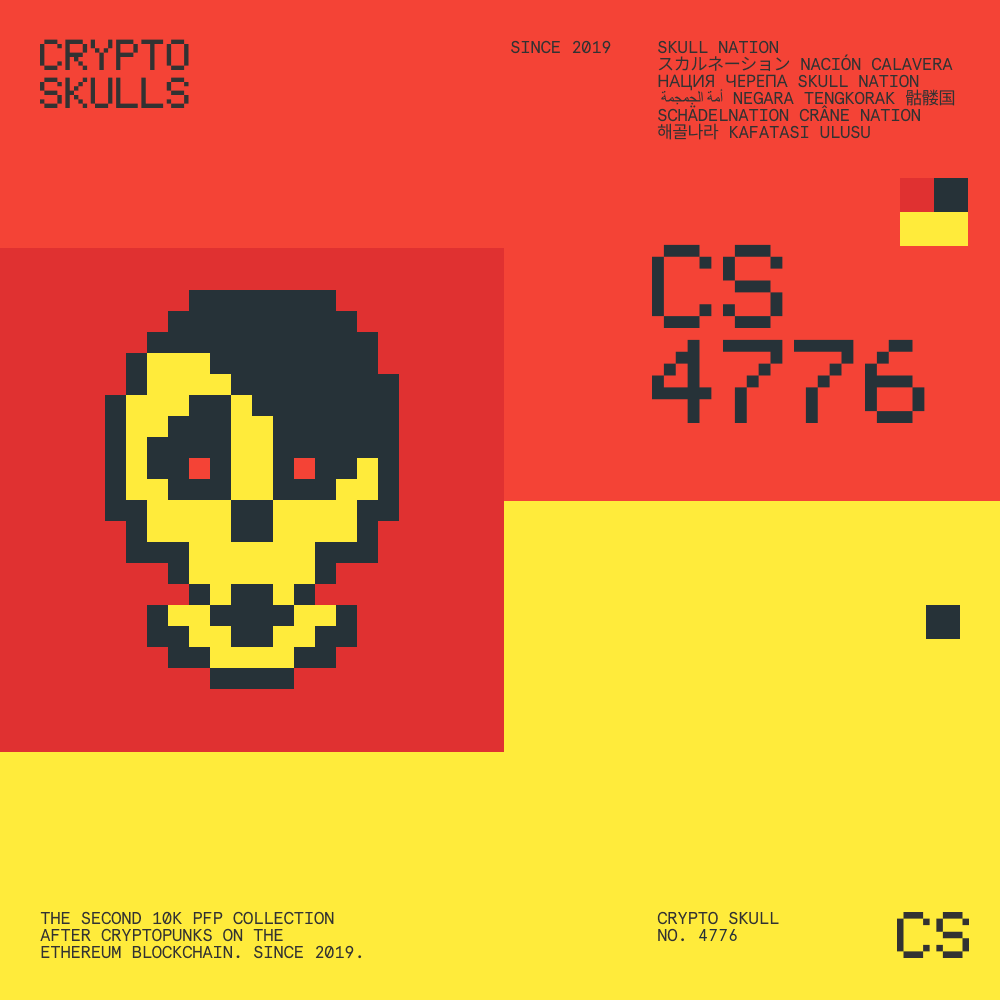 CRYPTO
SKULLS
SINCE 2019
SKULL NATION
スカルネーション NACIÓN CALAVERA
НАЦИЯ ЧЕРЕПА SKULL NATION
أمة الجمجمة NEGARA TENGKORAK 骷髅国
SCHÄDELNATION CRÂNE NATION
해골나라 KAFATASI ULUSU
CS
4776
THE SECOND 10K PFP COLLECTION
AFTER CRYPTOPUNKS ON THE
ETHEREUM BLOCKCHAIN. SINCE 2019.
CRYPTO SKULL
NO. 4776
CS